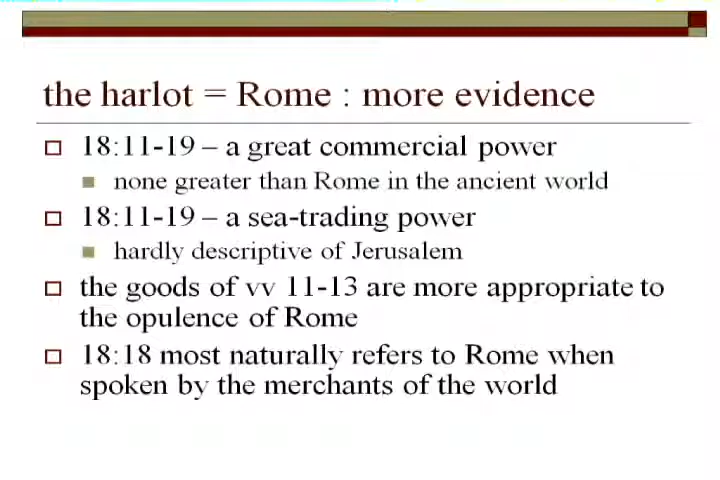 the harlot = Rome : more evidence
18:11-19 – a great commercial power
none greater than Rome in the ancient world
18:11-19 – a sea-trading power
hardly descriptive of Jerusalem
the goods of vv 11-13 are more appropriate to
the opulence of Rome
18:18 most naturally refers to Rome when
spoken by the merchants of the world